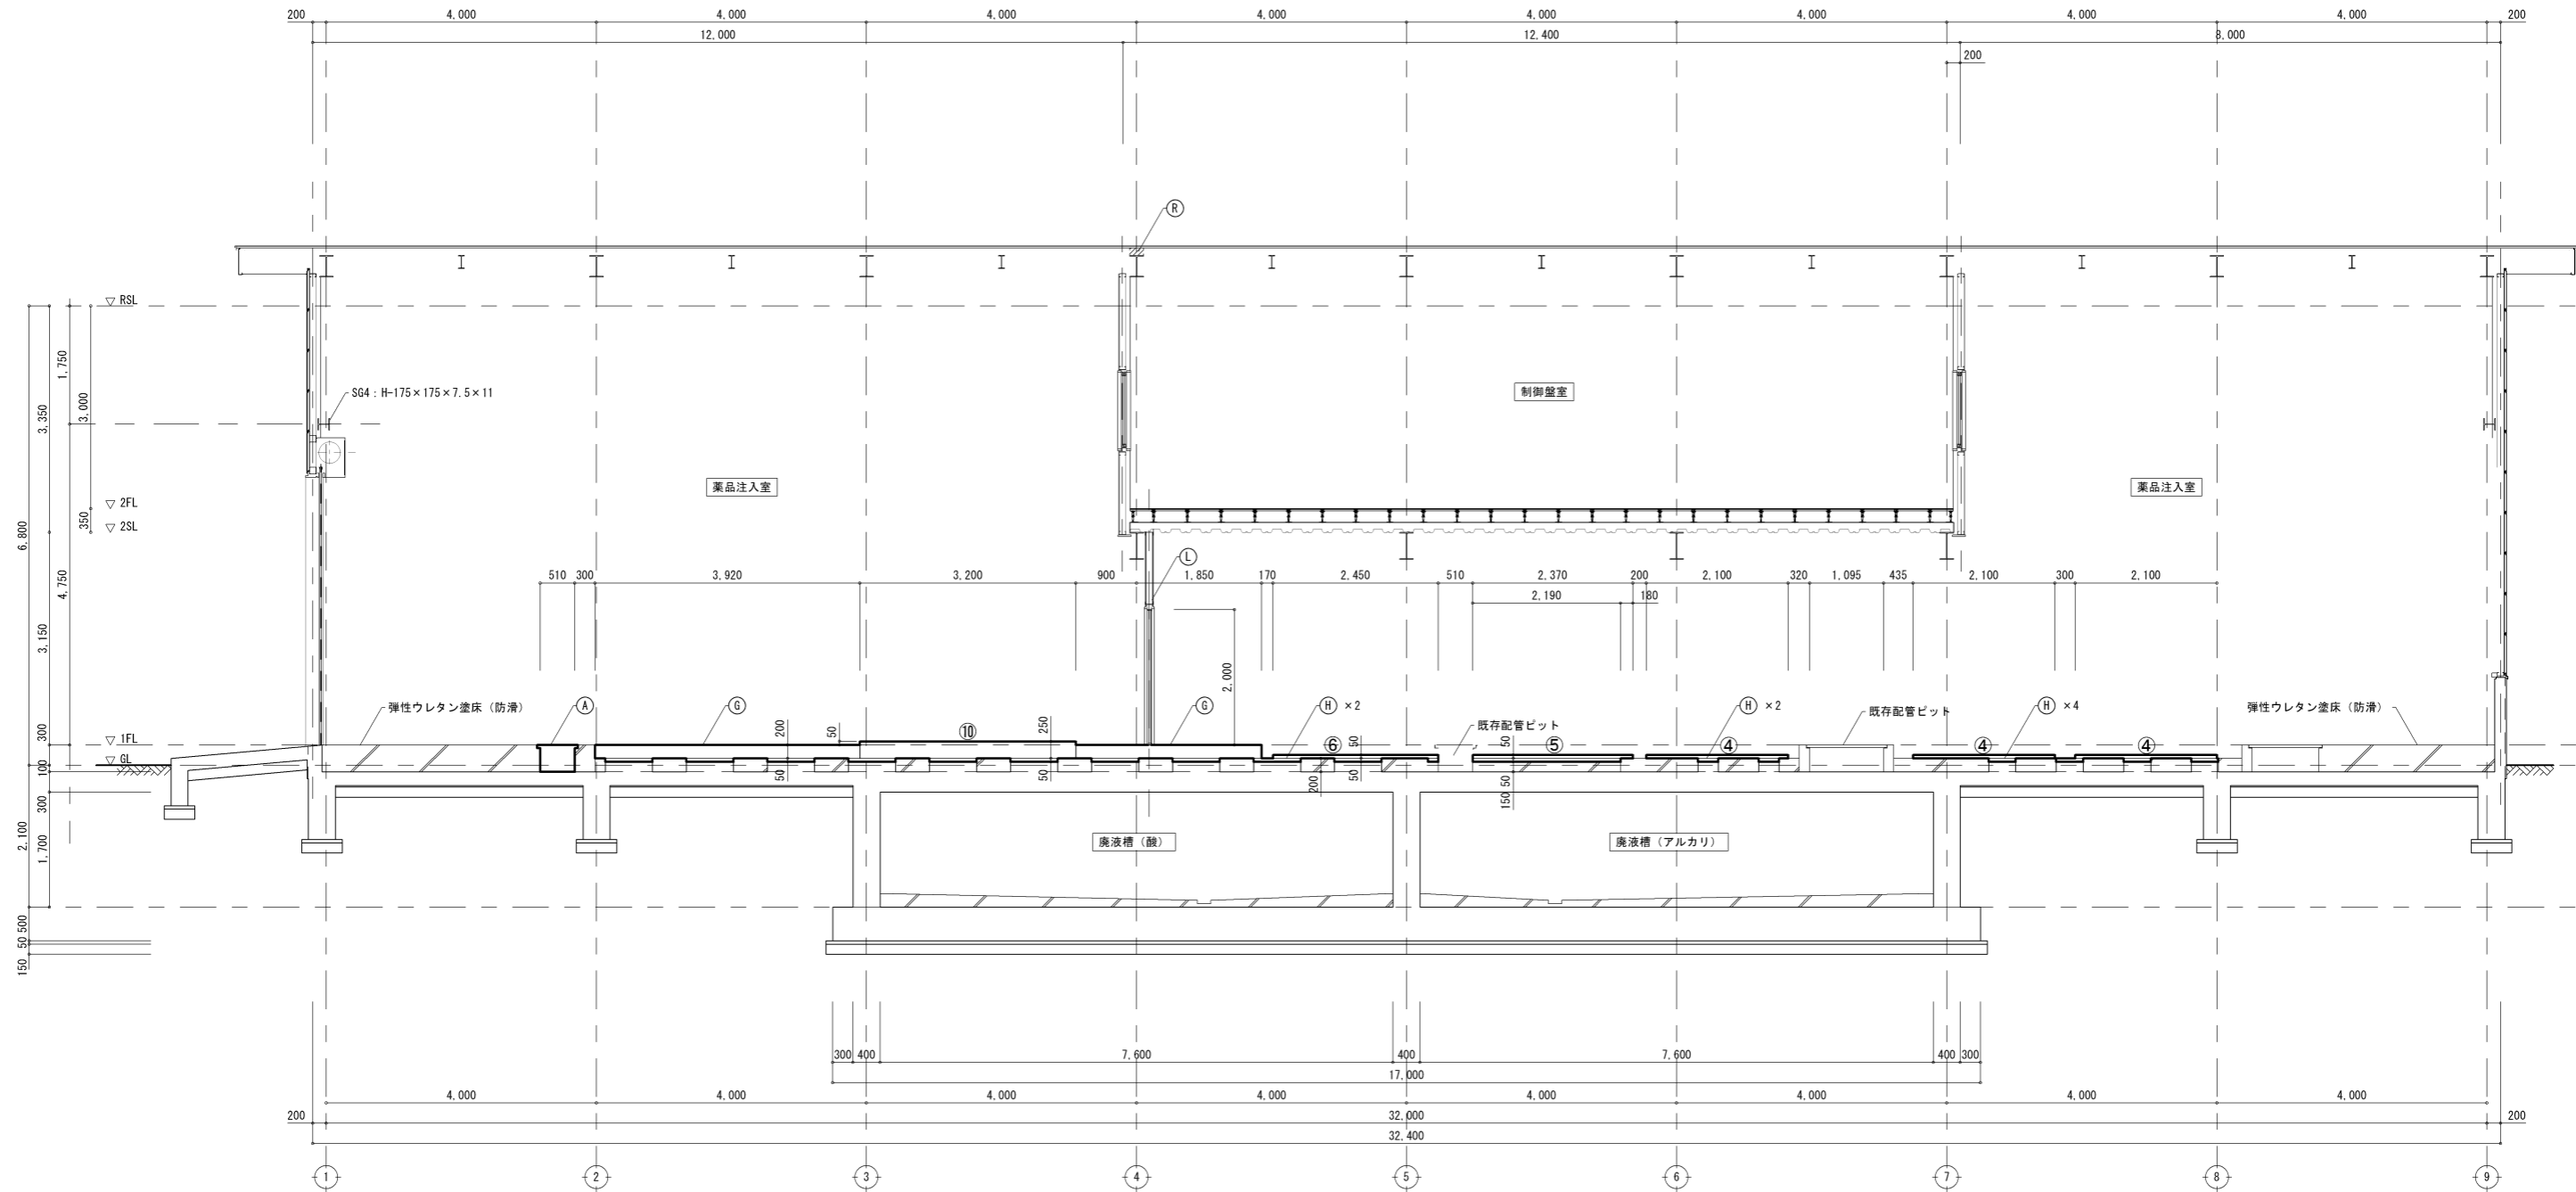 200 4,000 4,000 4,000 4,000 4,000 4,000 4,000 4,000 200
12,000 12,400 8,000
200
R
▽ RSL
1,750
3,000
3,350
SG4：H-175×175×7.5×11
制御盤室
薬品注入室 薬品注入室
▽ 2FL
▽ 2SL
350
6,800
4,750
L
510 300 3,920 3,200 900 1,850 170 2,450 510 2,370 200 2,100 320 1,095 435 2,100 300 2,100
2,190 180
3,150
2,000
弾性ウレタン塗床（防滑） A G G H ×2 H ×2 既存配管ピット H ×4 弾性ウレタン塗床（防滑）
既存配管ピット
300
▽ 1FL
50 ⑩ 200 250 ⑥ 50 50 ⑤ ④ ④ ④
▽ GL
100
50 50 200 50 150 50
300
2,100
1,700
廃液槽（酸） 廃液槽（アルカリ）
500
50
150
300 400 7,600 400 7,600 400 300
17,000
4,000 4,000 4,000 4,000 4,000 4,000 4,000 4,000
200 32,000 200
32,400
1 2 3 4 5 6 7 8 9